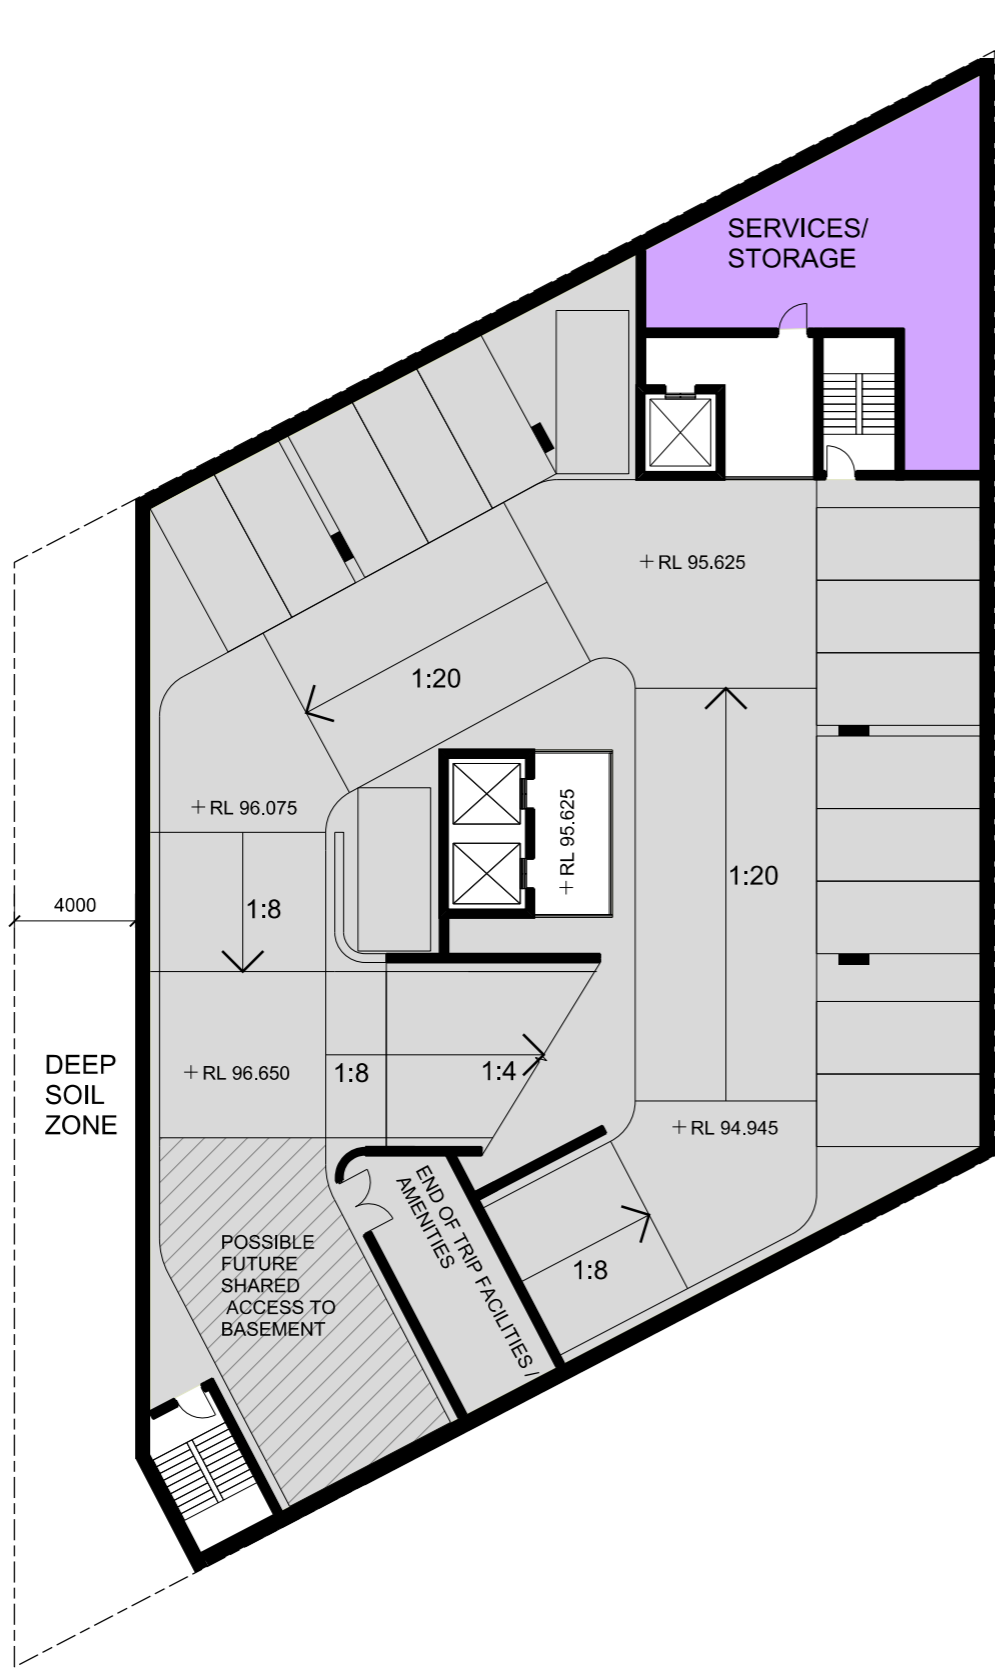 SERVICES/
STORAGE
+ RL 95.625
1:20
+ RL 96.075
+ RL 95.625
1:20
4000
1:8
DEEP
SOIL
ZONE
+ RL 96.650
1:8
1:4
+ RL 94.945
END OF TRIP FACILITIES /
AMENITIES
POSSIBLE
FUTURE
SHARED
ACCESS TO
BASEMENT
1:8